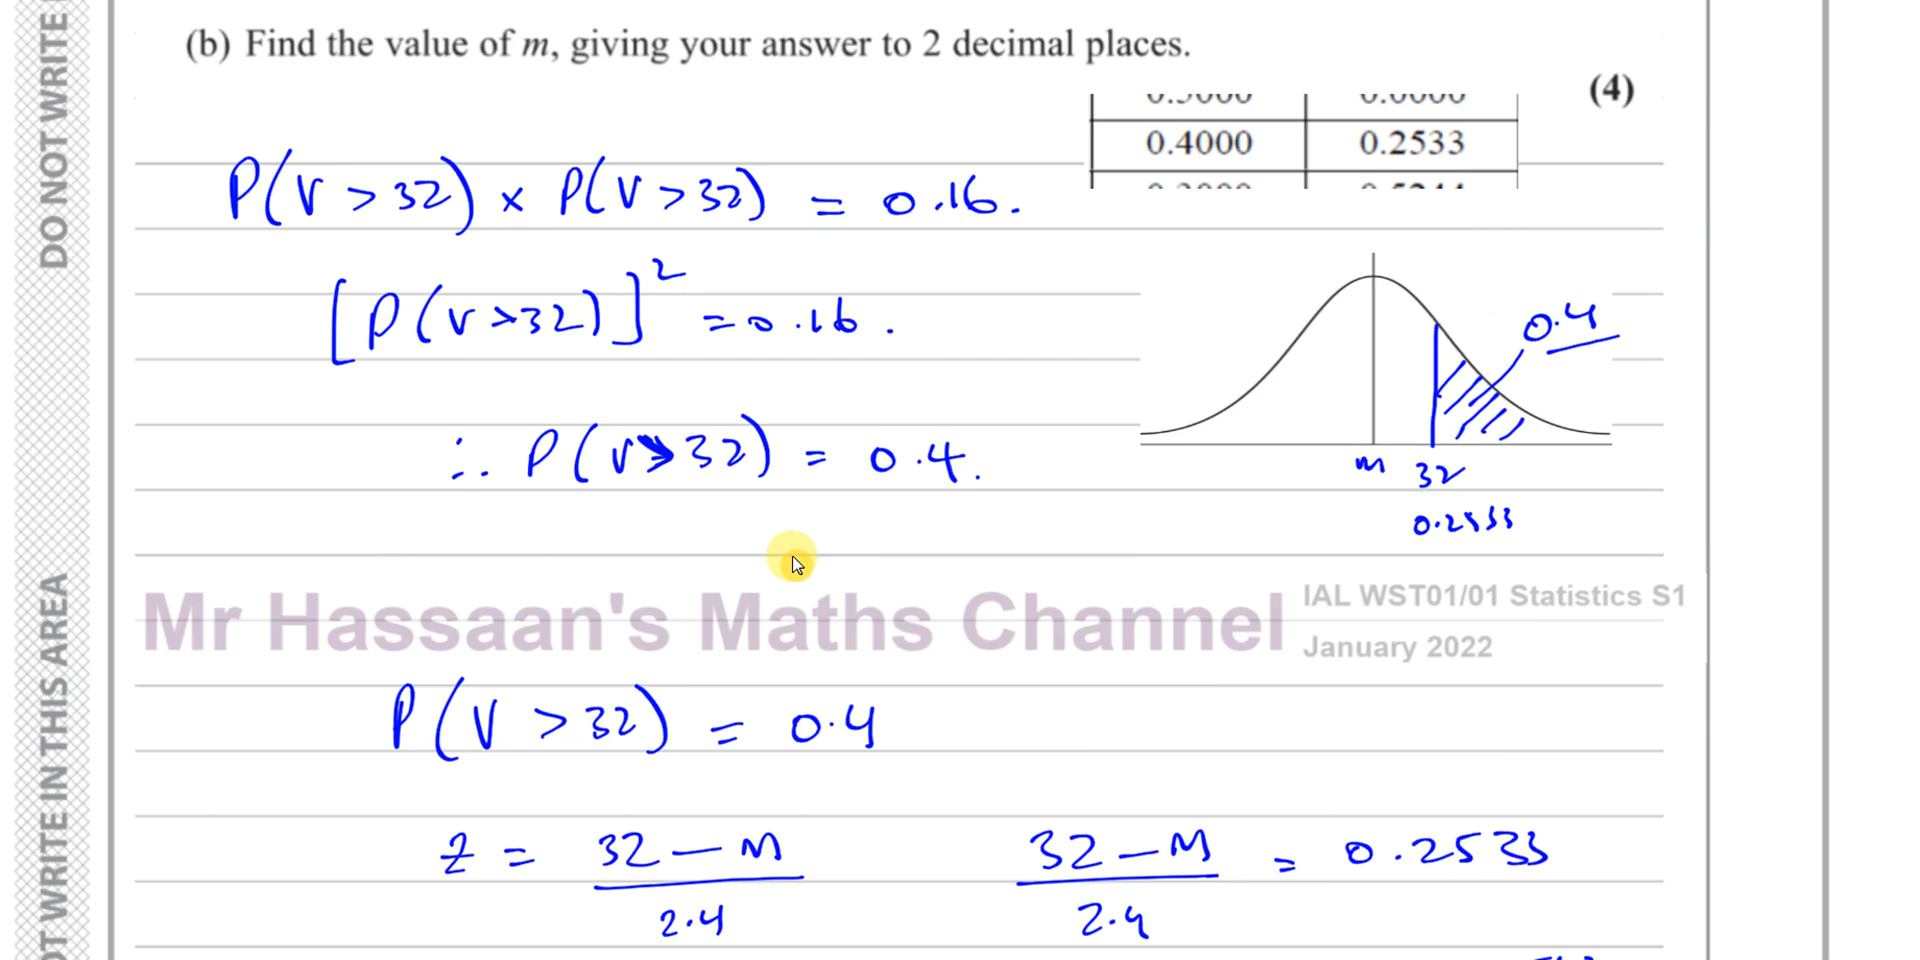 (b) Find the value of m, giving your answer to 2 decimal places.
(4)
0.4000 0.2533
P(V > 32) × P(V > 32) = 0.16.
[P(V > 32)]² = 0.16.
0.4
∴ P(V > 32) = 0.4.
m 32
0.2533
Mr Hassaan's Maths Channel
IAL WST01/01 Statistics S1
January 2022
P(V > 32) = 0.4
Z = 32 – m / 2.4
32 – m / 2.4 = 0.2533
DO NOT WRITE
OT WRITE IN THIS AREA